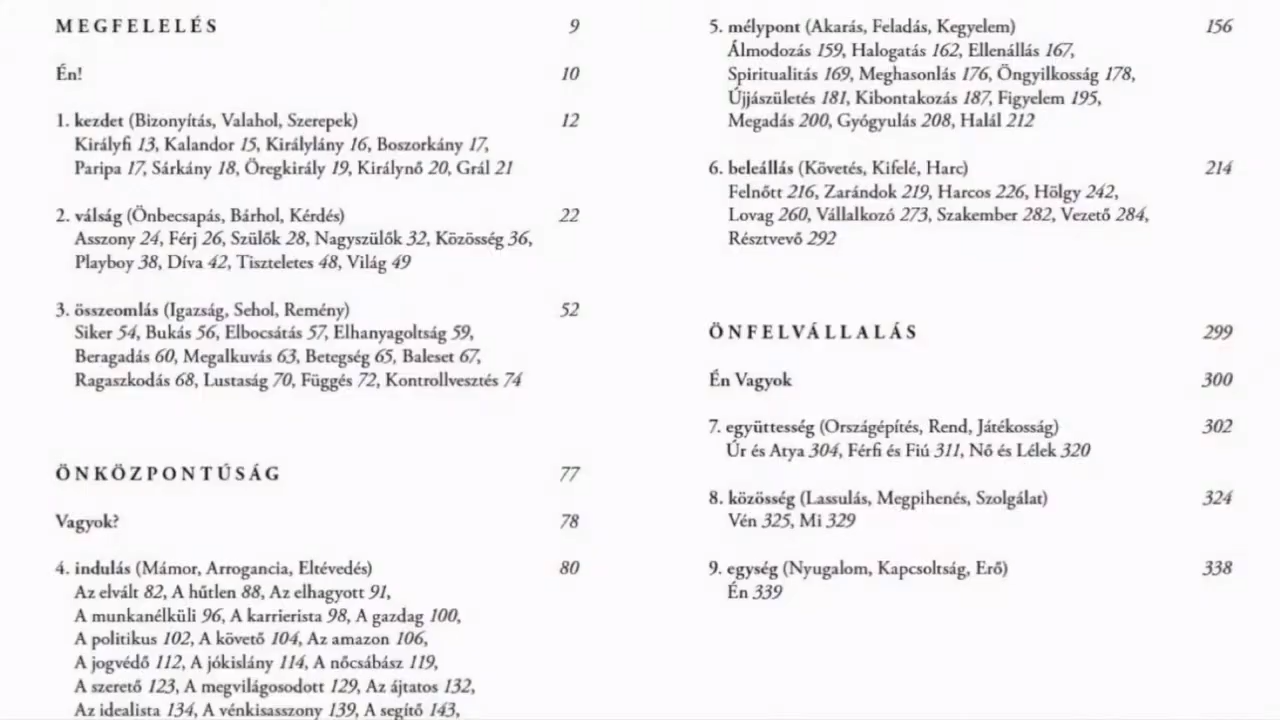 MEGFELELÉS 9
Én! 10
1. kezdet (Bizonyítás, Valahol, Szerepek) 12
Királyfi 13, Kalandor 15, Királylány 16, Boszorkány 17,
Paripa 17, Sárkány 18, Öregkirály 19, Királynő 20, Grál 21
2. válság (Önbecsapás, Bárhol, Kérdés) 22
Asszony 24, Férj 26, Szülők 28, Nagyszülők 32, Közösség 36,
Playboy 38, Díva 42, Tiszteletes 48, Világ 49
3. összeomlás (Igazság, Sehol, Remény) 52
Siker 54, Bukás 56, Elbocsátás 57, Elhanyagoltság 59,
Beragadás 60, Megalkuvás 63, Betegség 65, Baleset 67,
Ragaszkodás 68, Lustaság 70, Függés 72, Kontrollvesztés 74
ÖNKÖZPONTÚSÁG 77
Vagyok? 78
4. indulás (Mámor, Arrogancia, Eltévedés) 80
Az elvált 82, A hűtlen 88, Az elhagyott 91,
A munkanélküli 96, A karrierista 98, A gazdag 100,
A politikus 102, A követő 104, Az amazon 106,
A jogvédő 112, A jókislány 114, A nőcsábász 119,
A szerető 123, A megvilágosodott 129, Az ájtatos 132,
Az idealista 134, A vénkisasszony 139, A segítő 143,
5. mélypont (Akarás, Feladás, Kegyelem) 156
Álmodozás 159, Halogatás 162, Ellenállás 167,
Spiritualitás 169, Meghasonlás 176, Öngyilkosság 178,
Újjászületés 181, Kibontakozás 187, Figyelem 195,
Megadás 200, Gyógyulás 208, Halál 212
6. beleállás (Követés, Kifelé, Harc) 214
Felnőtt 216, Zarándok 219, Harcos 226, Hölgy 242,
Lovag 260, Vállalkozó 273, Szakember 282, Vezető 284,
Résztvevő 292
ÖNFELVÁLLALÁS 299
Én Vagyok 300
7. együttesség (Országépítés, Rend, Játékosság) 302
Úr és Atya 304, Férfi és Fiú 311, Nő és Lélek 320
8. közösség (Lassulás, Megpihenés, Szolgálat) 324
Vén 325, Mi 329
9. egység (Nyugalom, Kapcsoltság, Erő) 338
Én 339